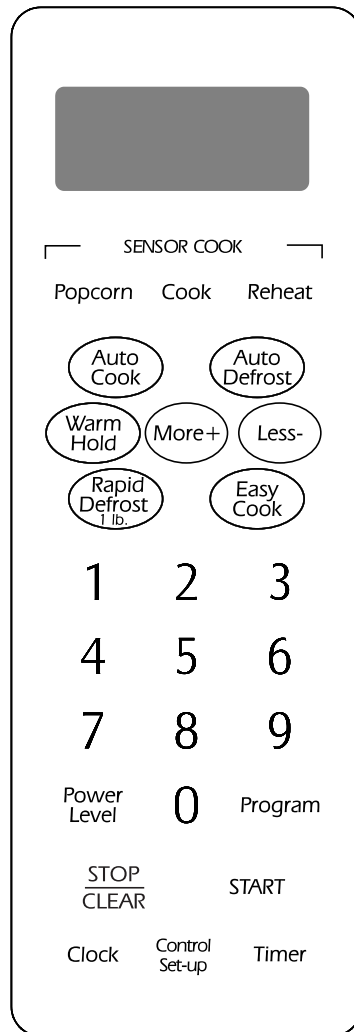 SENSOR COOK
Popcorn Cook Reheat
Auto
Cook
Auto
Defrost
Warm
Hold
More+
Less-
Rapid
Defrost
1 lb.
Easy
Cook
1 2 3
4 5 6
7 8 9
Power
Level
0
Program
STOP
CLEAR
START
Clock
Control
Set-up
Timer